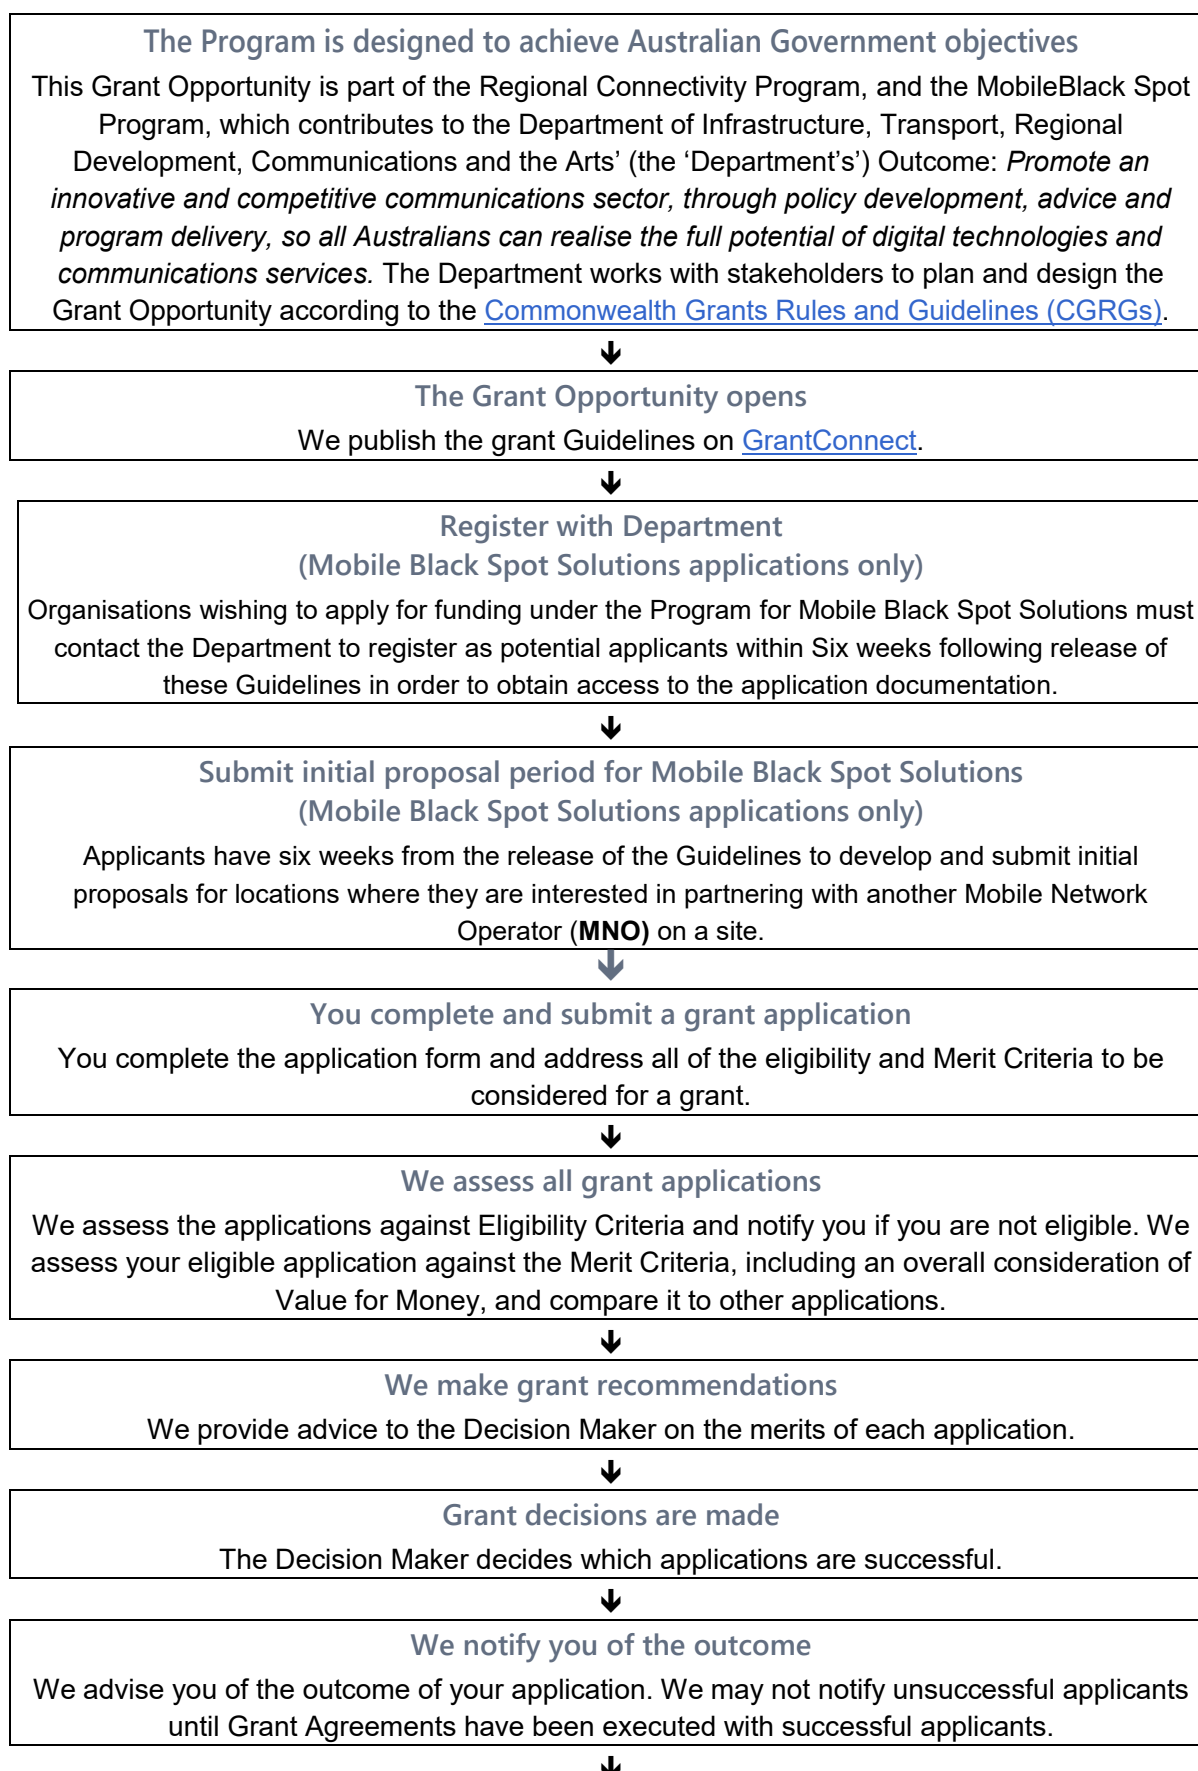 The Program is designed to achieve Australian Government objectives
This Grant Opportunity is part of the Regional Connectivity Program, and the MobileBlack Spot
Program, which contributes to the Department of Infrastructure, Transport, Regional
Development, Communications and the Arts’ (the ‘Department’s’) Outcome: Promote an
innovative and competitive communications sector, through policy development, advice and
program delivery, so all Australians can realise the full potential of digital technologies and
communications services. The Department works with stakeholders to plan and design the
Grant Opportunity according to the Commonwealth Grants Rules and Guidelines (CGRGs).
The Grant Opportunity opens
We publish the grant Guidelines on GrantConnect.
Register with Department
(Mobile Black Spot Solutions applications only)
Organisations wishing to apply for funding under the Program for Mobile Black Spot Solutions must
contact the Department to register as potential applicants within Six weeks following release of
these Guidelines in order to obtain access to the application documentation.
Submit initial proposal period for Mobile Black Spot Solutions
(Mobile Black Spot Solutions applications only)
Applicants have six weeks from the release of the Guidelines to develop and submit initial
proposals for locations where they are interested in partnering with another Mobile Network
Operator (MNO) on a site.
You complete and submit a grant application
You complete the application form and address all of the eligibility and Merit Criteria to be
considered for a grant.
We assess all grant applications
We assess the applications against Eligibility Criteria and notify you if you are not eligible. We
assess your eligible application against the Merit Criteria, including an overall consideration of
Value for Money, and compare it to other applications.
We make grant recommendations
We provide advice to the Decision Maker on the merits of each application.
Grant decisions are made
The Decision Maker decides which applications are successful.
We notify you of the outcome
We advise you of the outcome of your application. We may not notify unsuccessful applicants
until Grant Agreements have been executed with successful applicants.